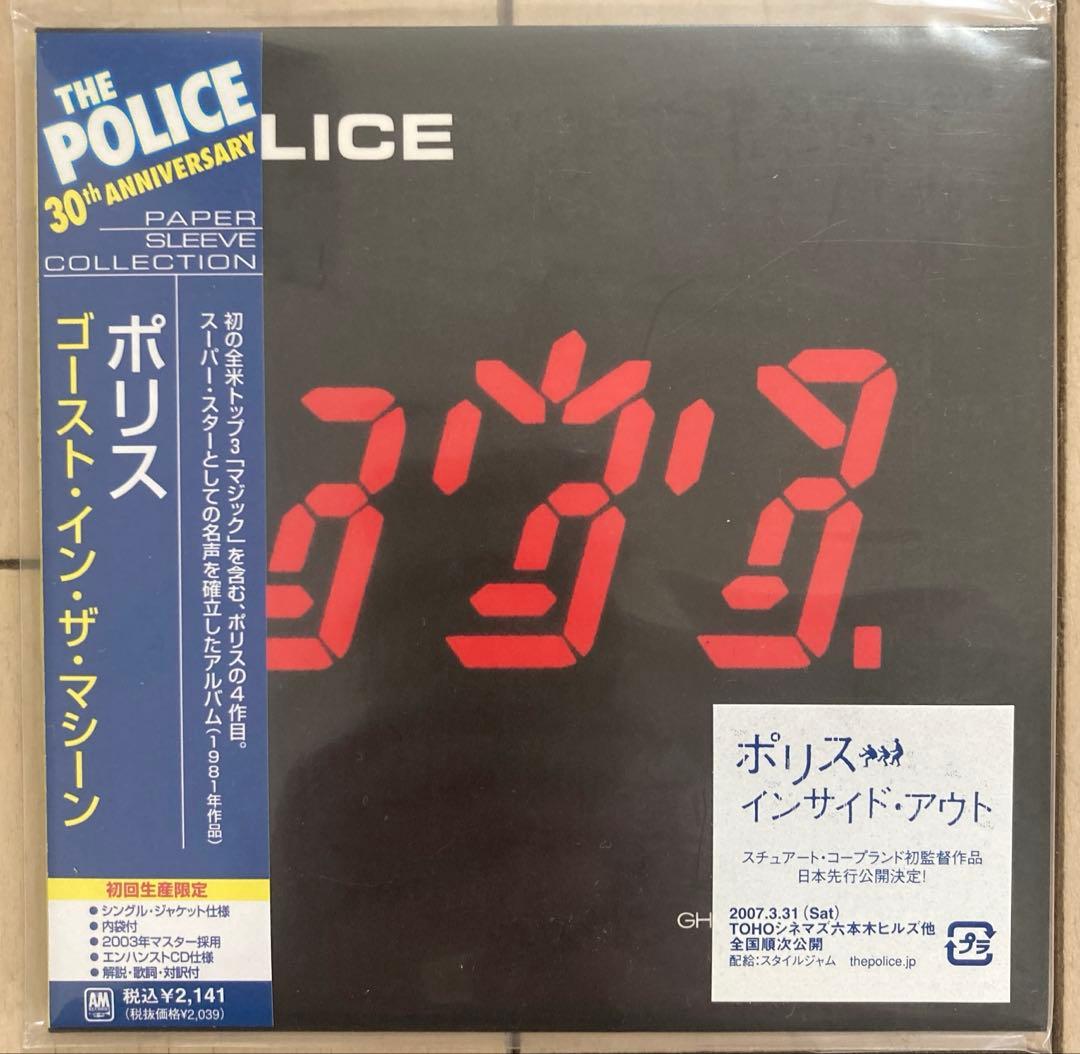 THE
POLICE
30th ANNIVERSARY
PAPER
SLEEVE
COLLECTION
初の全米トップ3「マジック」を含む、ポリスの4作目。
スーパー・スターとしての名声を確立したアルバム(1981年作品)
ポリス
ゴースト・イン・ザ・マシーン
初回生産限定
●シングル・ジャケット仕様
●内袋付
●2003年マスター採用
●エンハンストCD仕様
●解説・歌詞・対訳付
AM
税込¥2,141
(税抜価格¥2,039)
LICE
GH
ポリス
インサイド・アウト
スチュアート・コープランド初監督作品
日本先行公開決定!
2007.3.31(Sat)
TOHOシネマズ六本木ヒルズ他
全国順次公開
配給:スタイルジャム thepolice.jp
プラ